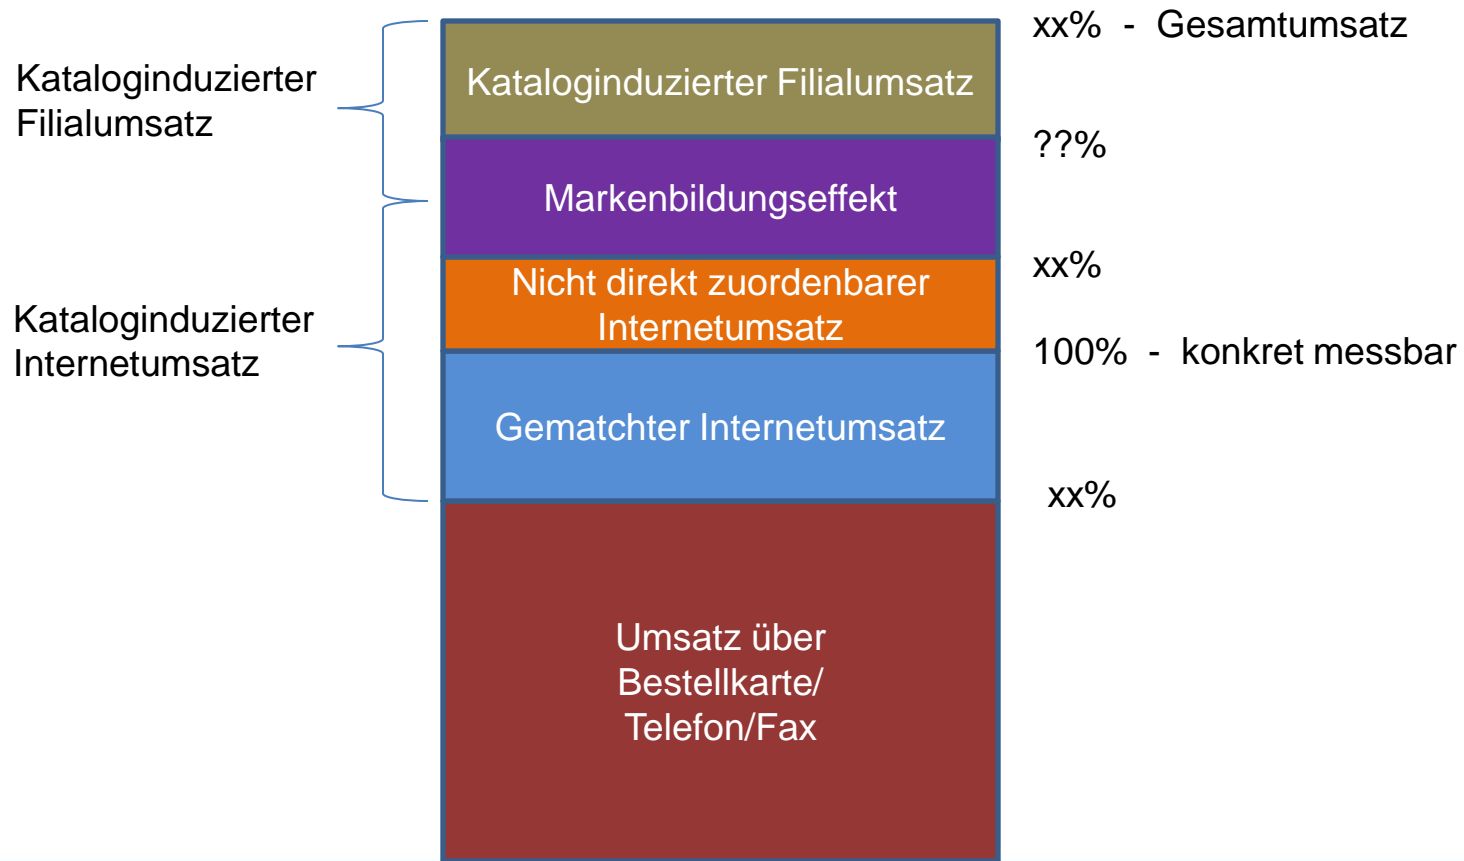 Kataloginduzierter
Filialumsatz
Kataloginduzierter
Internetumsatz
Kataloginduzierter Filialumsatz
Markenbildungseffekt
Nicht direkt zuordenbarer
Internetumsatz
Gematchter Internetumsatz
Umsatz über
Bestellkarte/
Telefon/Fax
xx% - Gesamtumsatz
??%
xx%
100% - konkret messbar
xx%